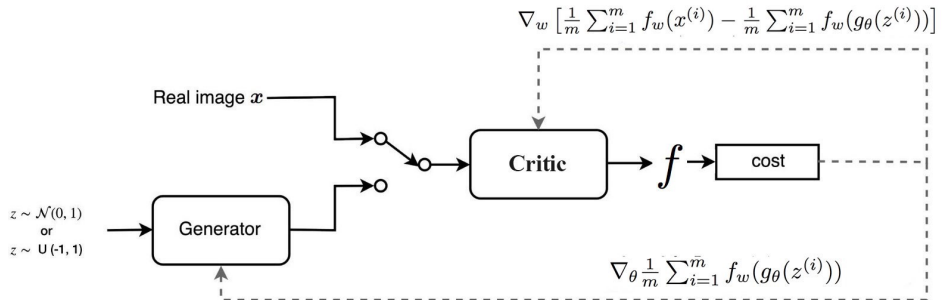 ∇_w [ 1/m ∑_{i=1}^{m} f_w(x^{(i)}) − 1/m ∑_{i=1}^{m} f_w(g_θ(z^{(i)})) ]
Real image x
Critic
f
cost
z ∼ 𝒩(0, 1)
or
z ∼ U (-1, 1)
Generator
∇_θ 1/m ∑_{i=1}^{m} f_w(g_θ(z^{(i)}))